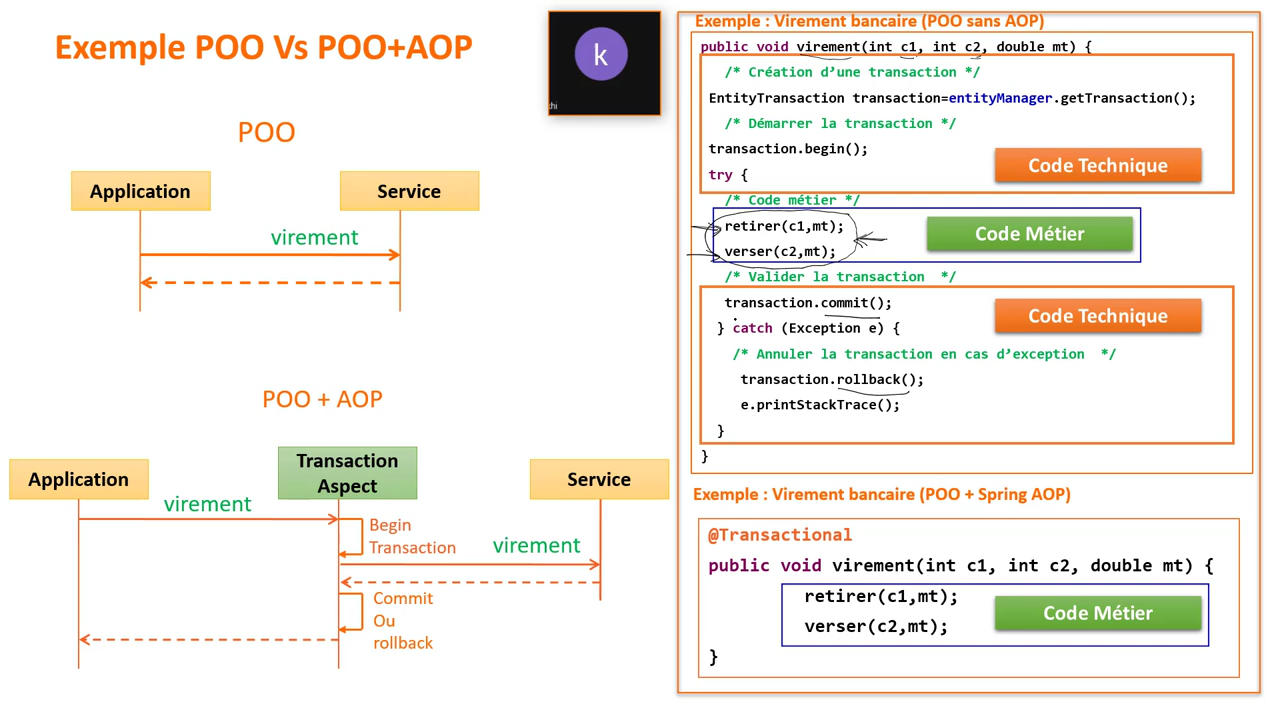 Exemple POO Vs POO+AOP
k
POO
Application
Service
virement
POO + AOP
Application
Transaction
Aspect
Service
virement
Begin
Transaction
virement
Commit
Ou
rollback
Exemple : Virement bancaire (POO sans AOP)
public void virement(int c1, int c2, double mt) {
/* Création d’une transaction */
EntityTransaction transaction=entityManager.getTransaction();
/* Démarrer la transaction */
transaction.begin();
try {
Code Technique
/* Code métier */
retirer(c1,mt);
verser(c2,mt);
Code Métier
/* Valider la transaction */
transaction.commit();
} catch (Exception e) {
Code Technique
/* Annuler la transaction en cas d’exception */
transaction.rollback();
e.printStackTrace();
}
}
Exemple : Virement bancaire (POO + Spring AOP)
@Transactional
public void virement(int c1, int c2, double mt) {
retirer(c1,mt);
verser(c2,mt);
Code Métier
}